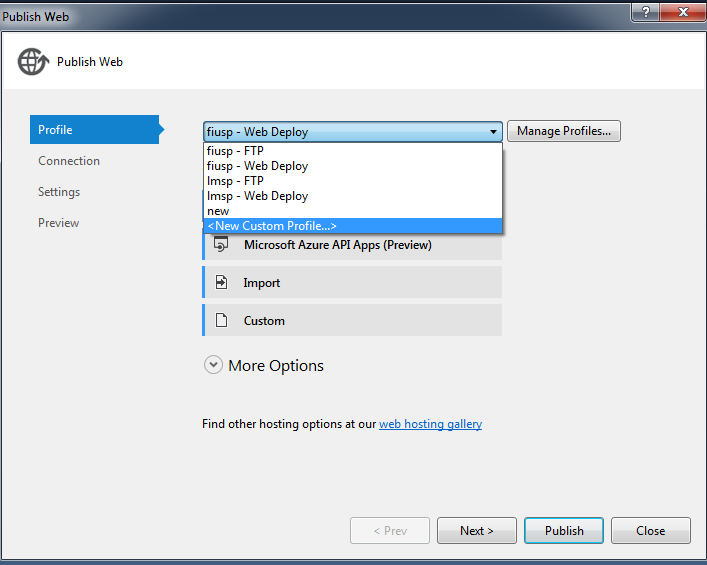 Publish Web
?
Publish Web
Profile
Connection
Settings
Preview
fiusp - Web Deploy
Manage Profiles...
fiusp - FTP
fiusp - Web Deploy
lmsp - FTP
lmsp - Web Deploy
new
<New Custom Profile...>
Microsoft Azure API Apps (Preview)
Import
Custom
More Options
Find other hosting options at our web hosting gallery
< Prev
Next >
Publish
Close